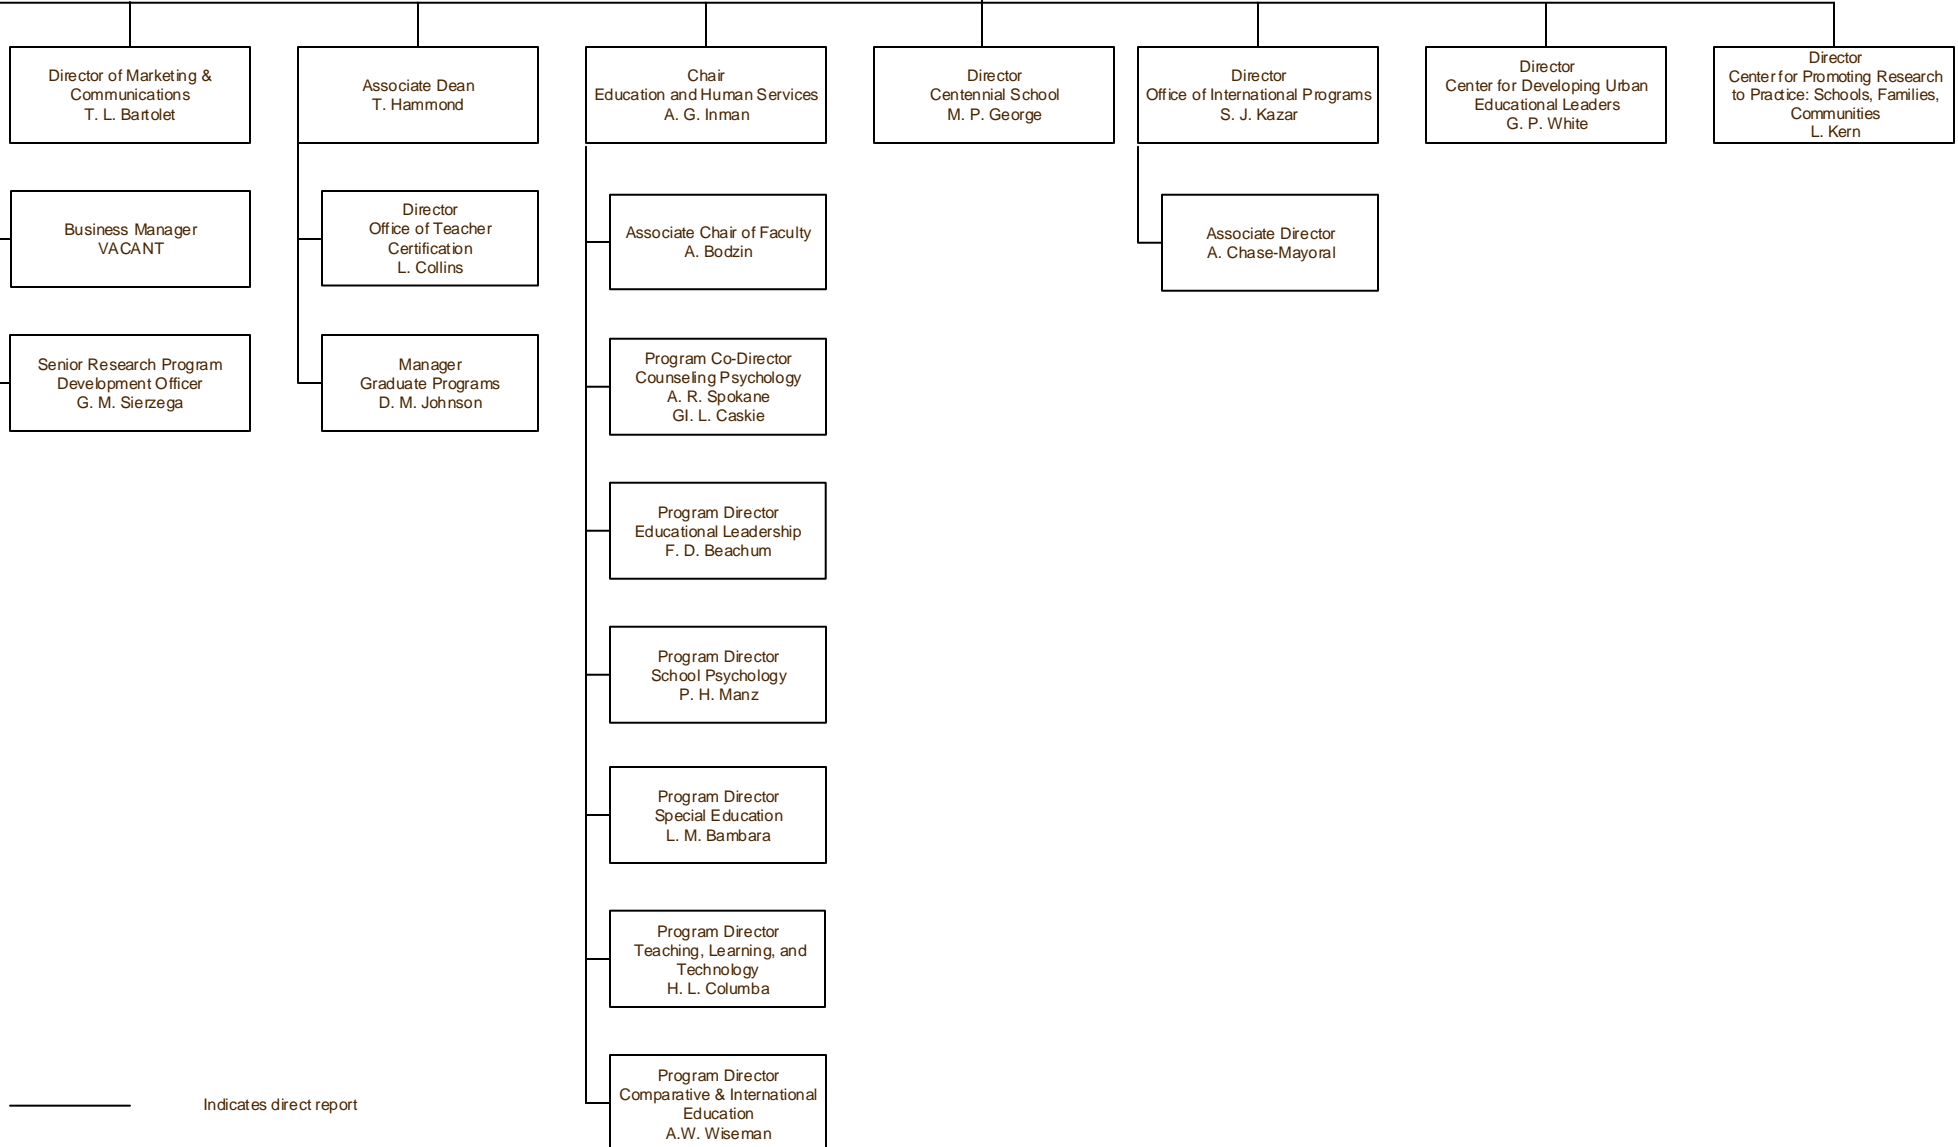 Director of Marketing &
Communications
T. L. Bartolet
Associate Dean
T. Hammond
Chair
Education and Human Services
A. G. Inman
Director
Centennial School
M. P. George
Director
Office of International Programs
S. J. Kazar
Director
Center for Developing Urban
Educational Leaders
G. P. White
Director
Center for Promoting Research
to Practice: Schools, Families,
Communities
L. Kern
Business Manager
VACANT
Director
Office of Teacher
Certification
L. Collins
Associate Chair of Faculty
A. Bodzin
Associate Director
A. Chase-Mayoral
Senior Research Program
Development Officer
G. M. Sierzega
Manager
Graduate Programs
D. M. Johnson
Program Co-Director
Counseling Psychology
A. R. Spokane
GI. L. Caskie
Program Director
Educational Leadership
F. D. Beachum
Program Director
School Psychology
P. H. Manz
Program Director
Special Education
L. M. Bambara
Program Director
Teaching, Learning, and
Technology
H. L. Columba
Program Director
Comparative & International
Education
A.W. Wiseman
Indicates direct report